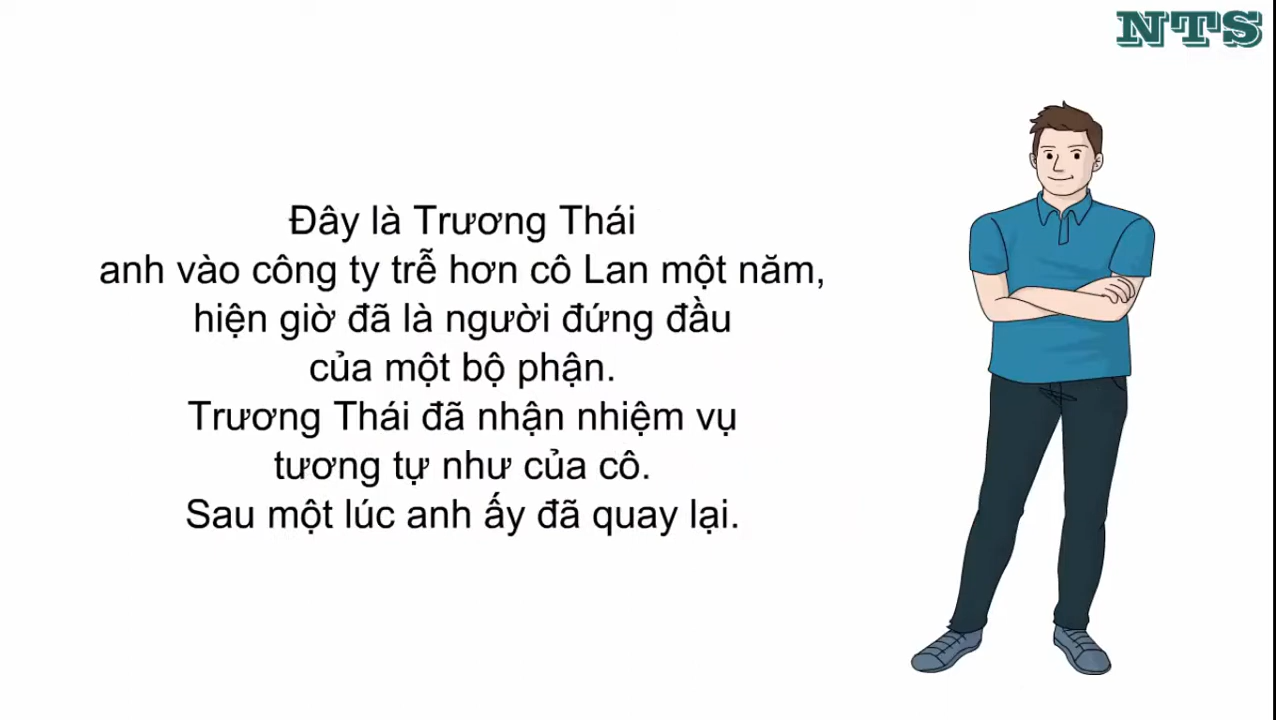 NTS
Đây là Trương Thái
anh vào công ty trễ hơn cô Lan một năm,
hiện giờ đã là người đứng đầu
của một bộ phận.
Trương Thái đã nhận nhiệm vụ
tương tự như của cô.
Sau một lúc anh ấy đã quay lại.